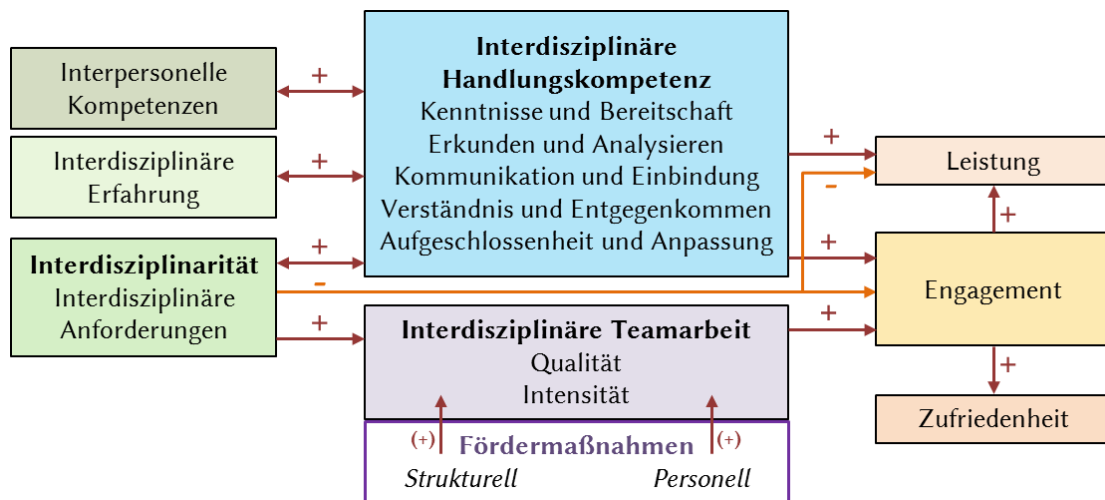 Interpersonelle
Kompetenzen
+
Interdisziplinäre
Erfahrung
+
Interdisziplinarität
Interdisziplinäre
Anforderungen
+
-
+
Interdisziplinäre
Handlungskompetenz
Kenntnisse und Bereitschaft
Erkunden und Analysieren
Kommunikation und Einbindung
Verständnis und Entgegenkommen
Aufgeschlossenheit und Anpassung
Interdisziplinäre Teamarbeit
Qualität
Intensität
(+)
(+)
Fördermaßnahmen
Strukturell
Personell
+
-
+
+
Leistung
+
Engagement
+
Zufriedenheit